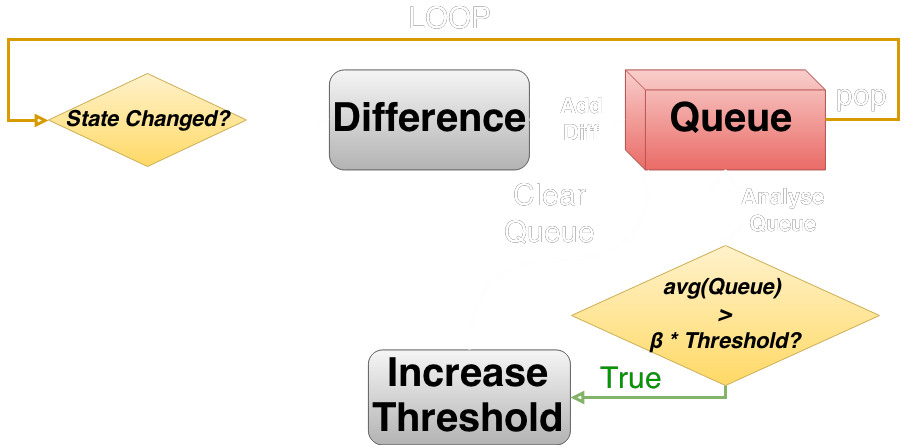 LOOP
State Changed?
Difference
Add
Diff
Queue
pop
Clear
Queue
Analyse
Queue
avg(Queue)
>
β * Threshold?
Increase
Threshold
True